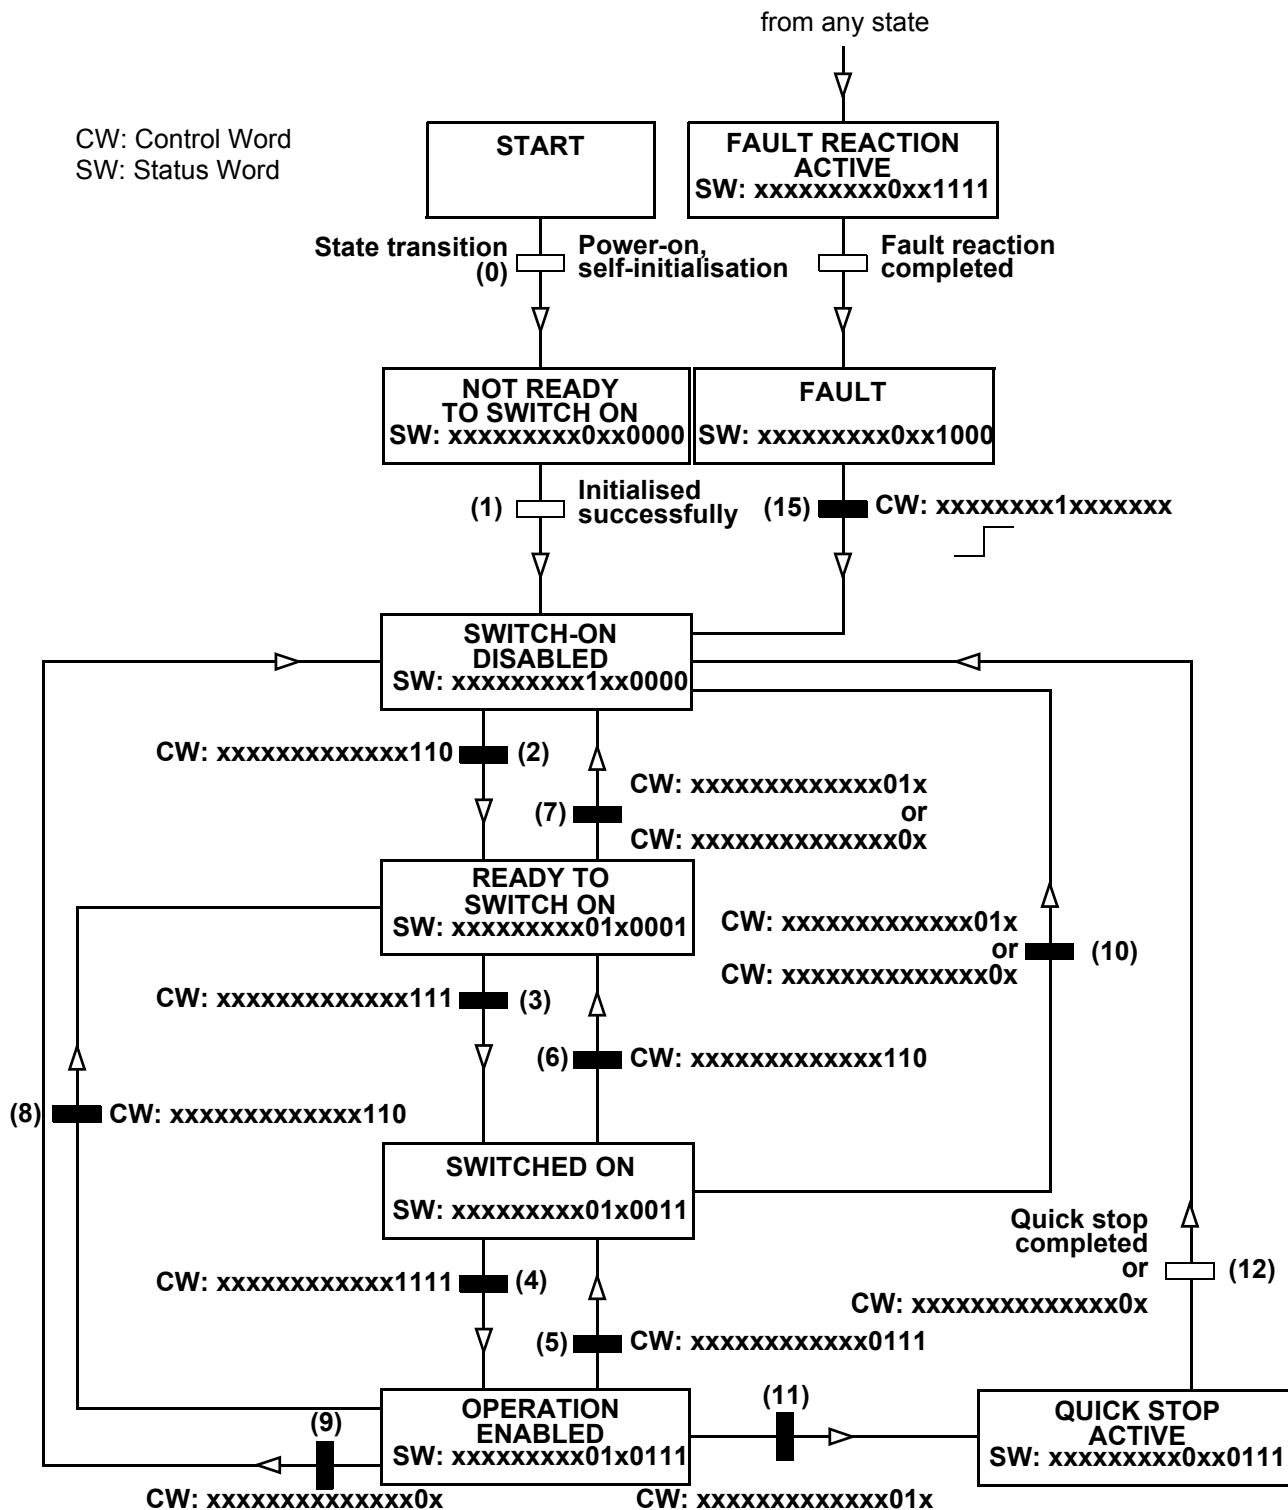 from any state
CW: Control Word
SW: Status Word
START
FAULT REACTION
ACTIVE
SW: xxxxxxxxx0xx1111
State transition
(0)
Power-on,
self-initialisation
Fault reaction
completed
NOT READY
TO SWITCH ON
SW: xxxxxxxxx0xx0000
FAULT
SW: xxxxxxxxx0xx1000
(1)
Initialised
successfully
(15)
CW: xxxxxxxx1xxxxxxx
SWITCH-ON
DISABLED
SW: xxxxxxxxx1xx0000
CW: xxxxxxxxxxxxx110
(2)
(7)
CW: xxxxxxxxxxxxx01x
or
CW: xxxxxxxxxxxxxx0x
READY TO
SWITCH ON
SW: xxxxxxxxx01x0001
CW: xxxxxxxxxxxxx01x
or
CW: xxxxxxxxxxxxxx0x
(10)
CW: xxxxxxxxxxxxx111
(3)
(6)
CW: xxxxxxxxxxxxx110
(8)
CW: xxxxxxxxxxxxx110
SWITCHED ON
SW: xxxxxxxxx01x0011
Quick stop
completed
or
CW: xxxxxxxxxxxxxx0x
(12)
CW: xxxxxxxxxxxx1111
(4)
(5)
CW: xxxxxxxxxxxx0111
OPERATION
ENABLED
SW: xxxxxxxxx01x0111
(9)
CW: xxxxxxxxxxxxxx0x
(11)
CW: xxxxxxxxxxxxx01x
QUICK STOP
ACTIVE
SW: xxxxxxxxx0xx0111